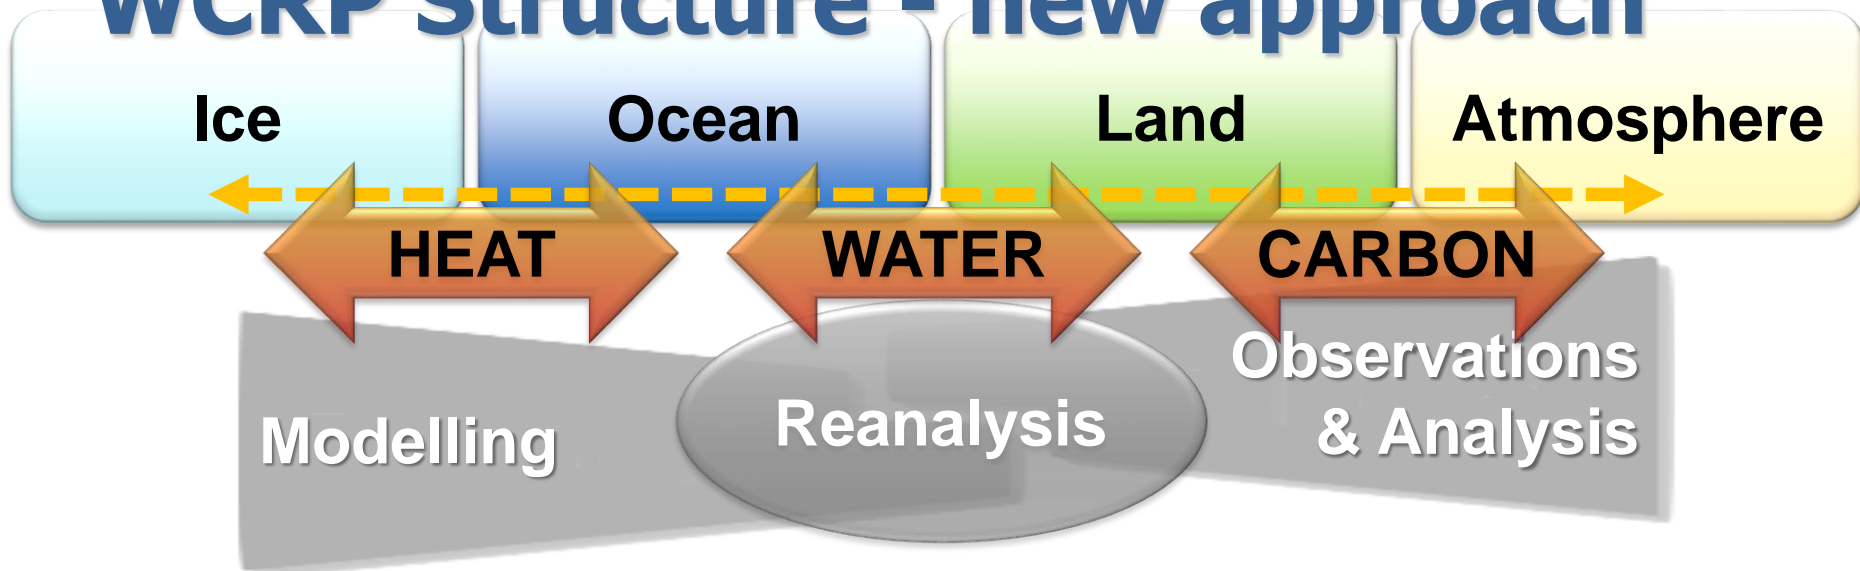 WCRP Structure - new approach
Ice
Ocean
Land
Atmosphere
HEAT
WATER
CARBON
Modelling
Reanalysis
Observations
& Analysis